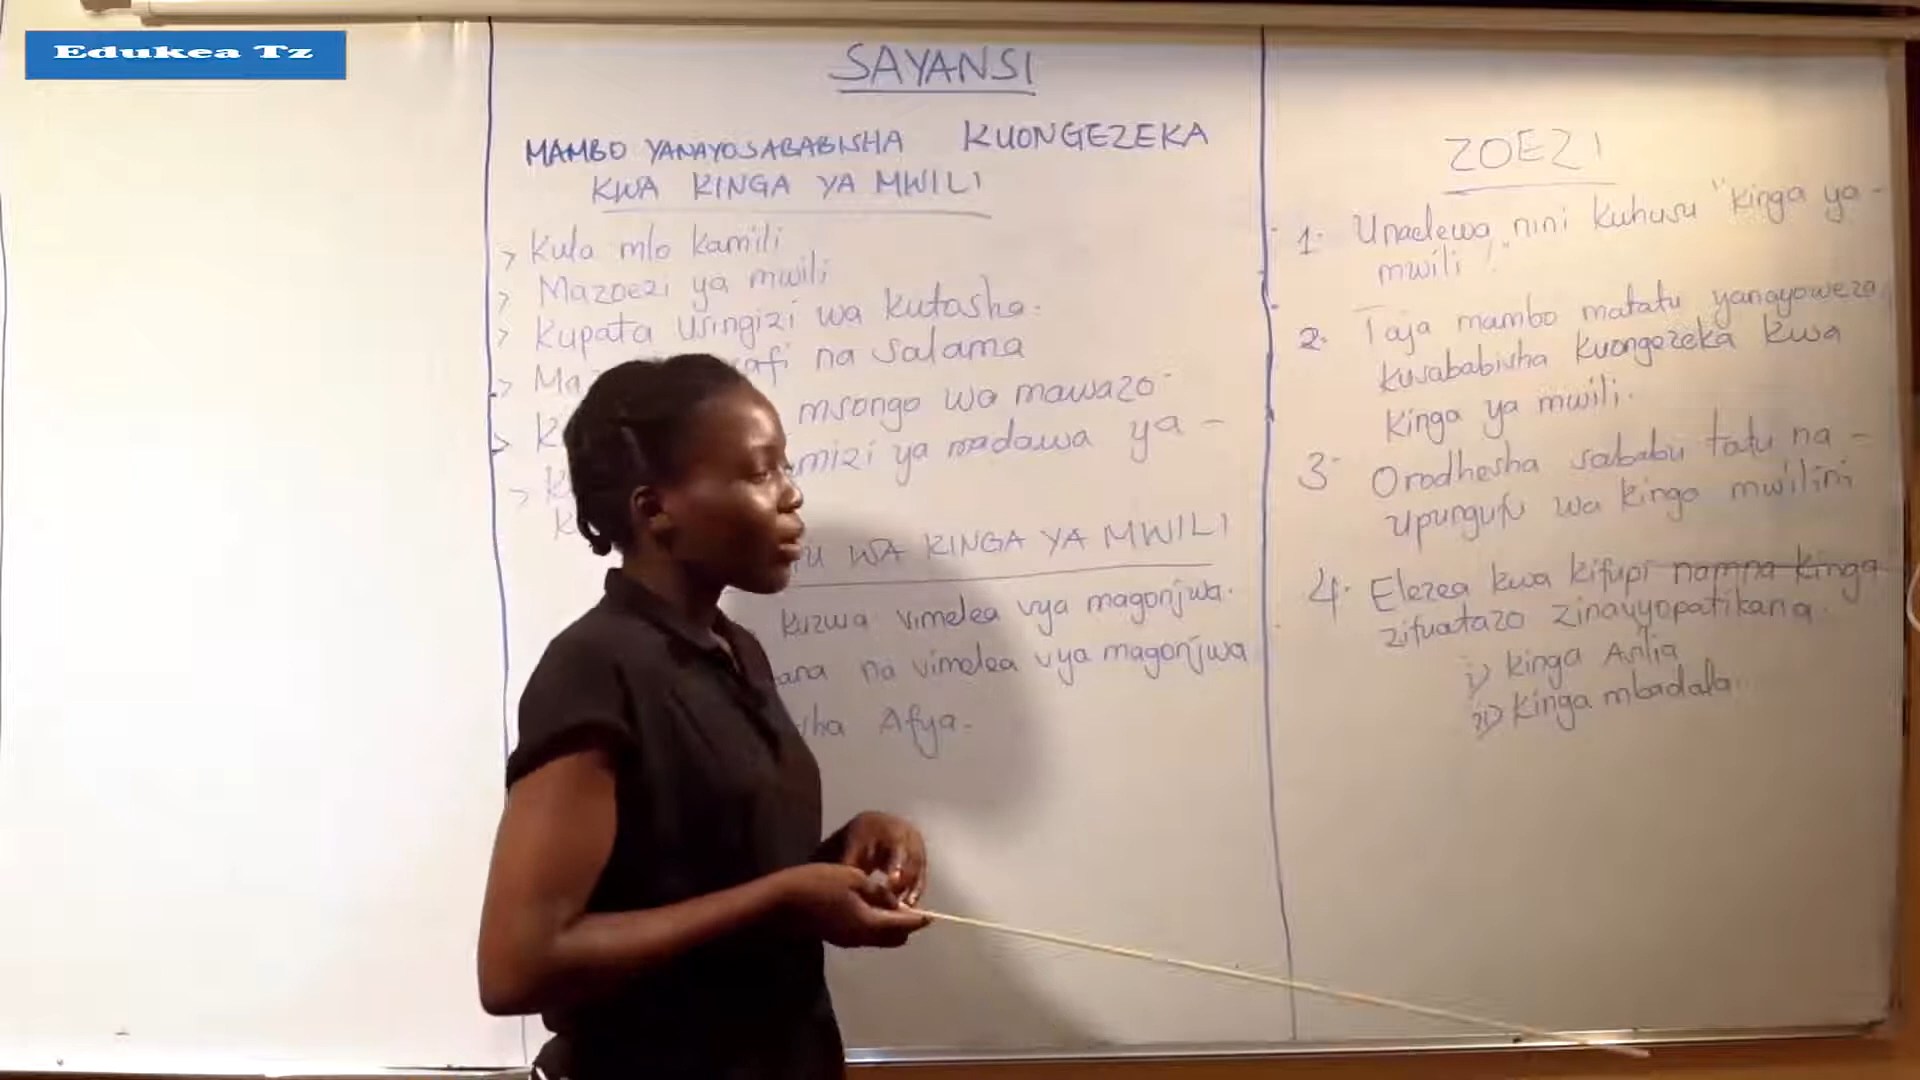 Edukea Tz
SAYANSI
MAMBO YANAYOSABABISHA KUONGEZEKA
KWA KINGA YA MWILI
> Kula mlo kamili
> Mazoezi ya mwili
> Kupata usingizi wa kutosha.
> na salama
> msongo wa mawazo.
> ya madawa ya -
WA KINGA YA MWILI
kuzwa vimelea vya magonjwa.
na vimelea vya magonjwa
Afya.
ZOEZI
1. Unaelewa nini kuhusu "kinga ya -
mwili?"
2. Taja mambo matatu yanayoweza
kusababisha kuongezeka kwa
kinga ya mwili.
3. Orodhesha sababu tatu na -
upungufu wa kinga mwilini
4. Elezea kwa kifupi namna kinga
zifuatazo zinavyopatikana.
i) kinga Asilia
ii) Kinga mbadala.